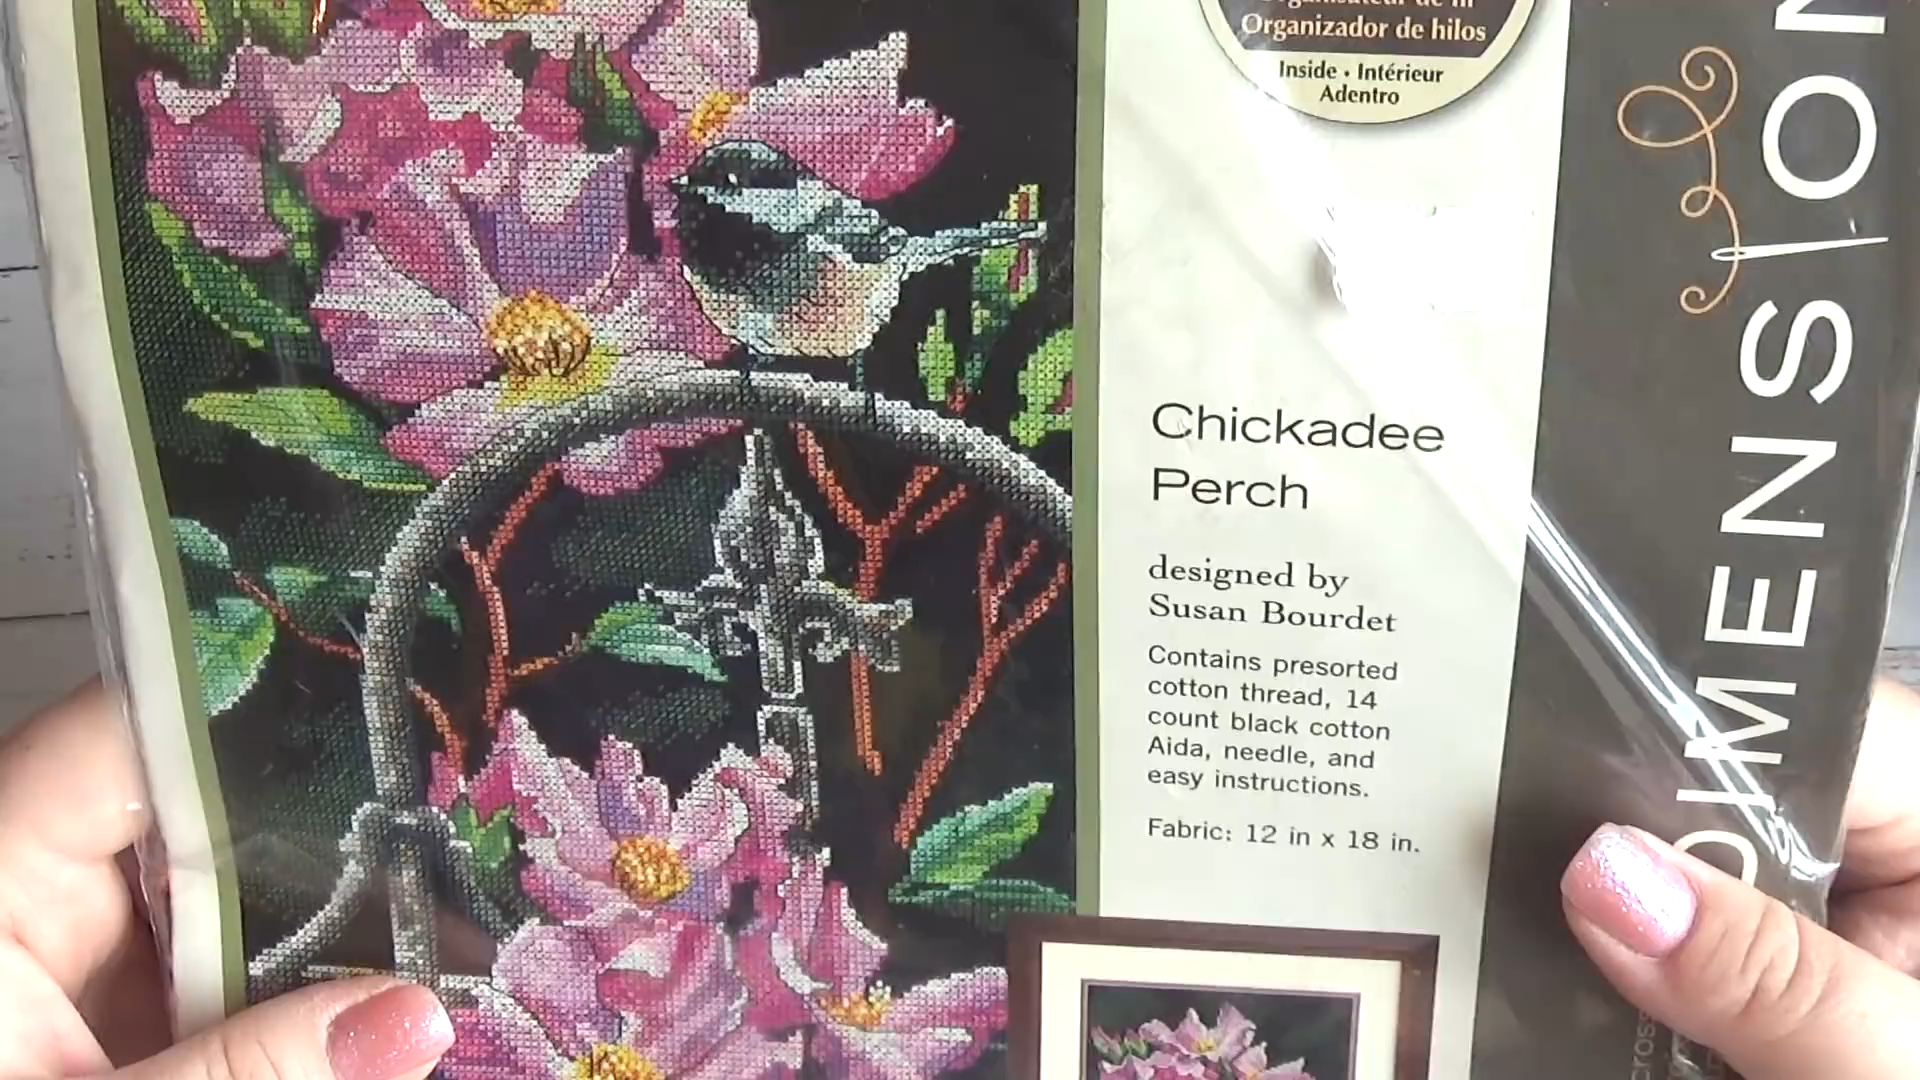 Organizador de hilos
Inside • Intérieur
Adentro
Chickadee
Perch
designed by
Susan Bourdet
Contains presorted
cotton thread, 14
count black cotton
Aida, needle, and
easy instructions.
Fabric: 12 in x 18 in.
DIMENSION